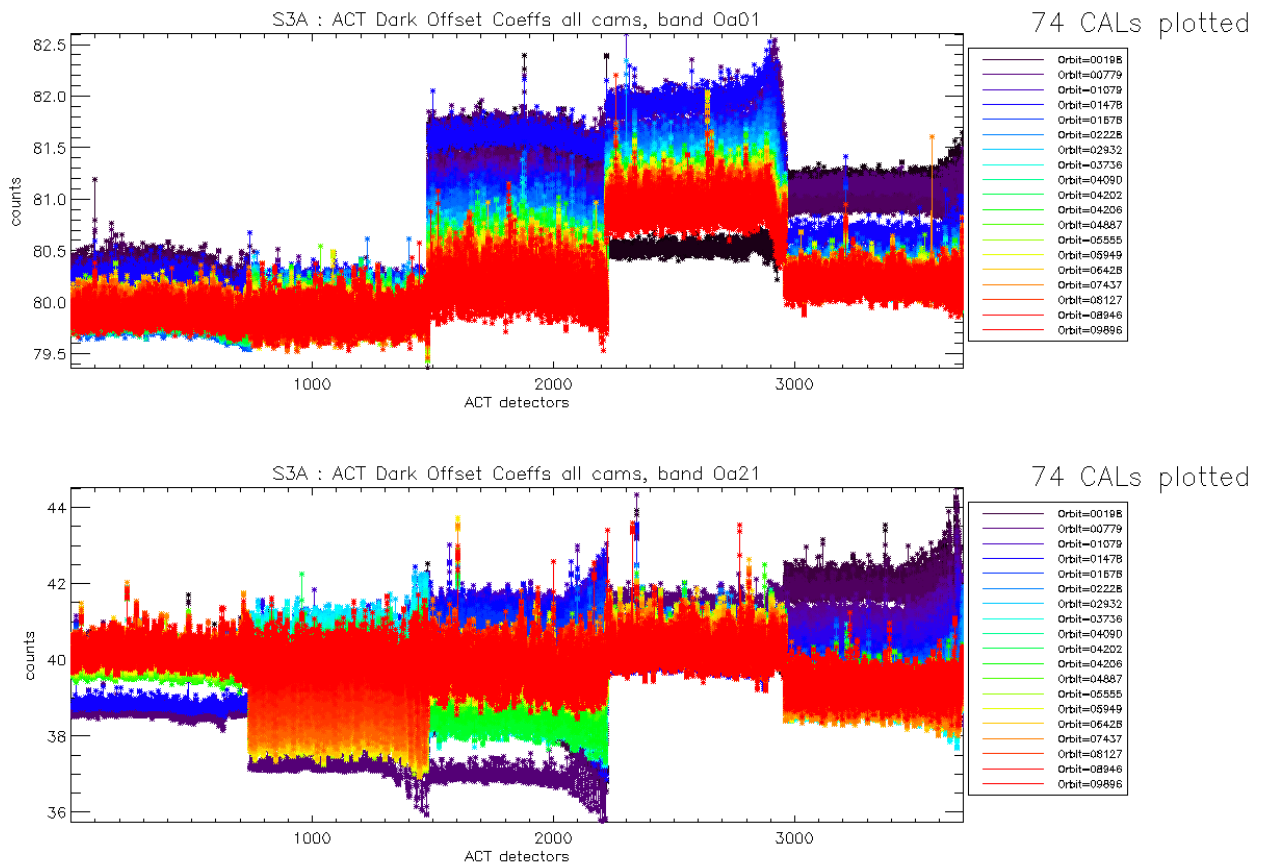 S3A : ACT Dark Offset Coeffs all cams, band Oa01
74 CALs plotted
82.5
82.0
81.5
81.0
80.5
80.0
79.5
counts
1000
2000
3000
ACT detectors
Orbit=00198
Orbit=00779
Orbit=01079
Orbit=01478
Orbit=01678
Orbit=02228
Orbit=02932
Orbit=03736
Orbit=04090
Orbit=04202
Orbit=04206
Orbit=04887
Orbit=05555
Orbit=05949
Orbit=06428
Orbit=07437
Orbit=08127
Orbit=08946
Orbit=09896
S3A : ACT Dark Offset Coeffs all cams, band Oa21
74 CALs plotted
44
42
40
38
36
counts
1000
2000
3000
ACT detectors
Orbit=00198
Orbit=00779
Orbit=01079
Orbit=01478
Orbit=01678
Orbit=02228
Orbit=02932
Orbit=03736
Orbit=04090
Orbit=04202
Orbit=04206
Orbit=04887
Orbit=05555
Orbit=05949
Orbit=06428
Orbit=07437
Orbit=08127
Orbit=08946
Orbit=09896